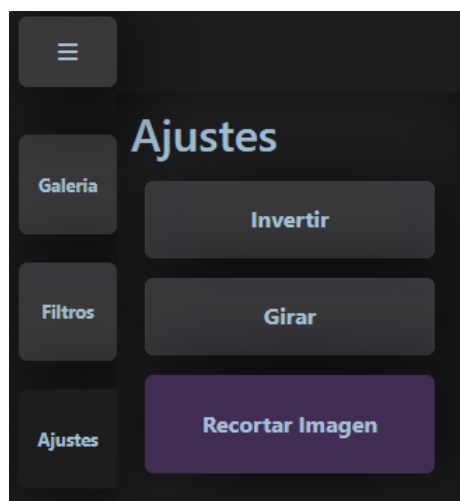 ☰
Ajustes
Galeria
Invertir
Filtros
Girar
Ajustes
Recortar Imagen